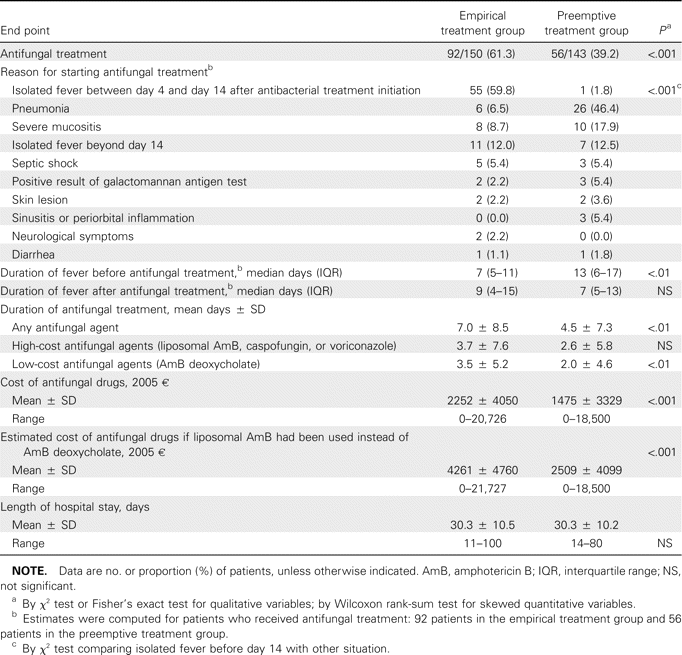 End point Empirical treatment group Preemptive treatment group Pᵃ
Antifungal treatment 92/150 (61.3) 56/143 (39.2) <.001
Reason for starting antifungal treatmentᵇ
Isolated fever between day 4 and day 14 after antibacterial treatment initiation 55 (59.8) 1 (1.8) <.001ᶜ
Pneumonia 6 (6.5) 26 (46.4)
Severe mucositis 8 (8.7) 10 (17.9)
Isolated fever beyond day 14 11 (12.0) 7 (12.5)
Septic shock 5 (5.4) 3 (5.4)
Positive result of galactomannan antigen test 2 (2.2) 3 (5.4)
Skin lesion 2 (2.2) 2 (3.6)
Sinusitis or periorbital inflammation 0 (0.0) 3 (5.4)
Neurological symptoms 2 (2.2) 0 (0.0)
Diarrhea 1 (1.1) 1 (1.8)
Duration of fever before antifungal treatment,ᵇ median days (IQR) 7 (5–11) 13 (6–17) <.01
Duration of fever after antifungal treatment,ᵇ median days (IQR) 9 (4–15) 7 (5–13) NS
Duration of antifungal treatment, mean days ± SD
Any antifungal agent 7.0 ± 8.5 4.5 ± 7.3 <.01
High-cost antifungal agents (liposomal AmB, caspofungin, or voriconazole) 3.7 ± 7.6 2.6 ± 5.8 NS
Low-cost antifungal agents (AmB deoxycholate) 3.5 ± 5.2 2.0 ± 4.6 <.01
Cost of antifungal drugs, 2005 €
Mean ± SD 2252 ± 4050 1475 ± 3329 <.001
Range 0–20,726 0–18,500
Estimated cost of antifungal drugs if liposomal AmB had been used instead of
AmB deoxycholate, 2005 € <.001
Mean ± SD 4261 ± 4760 2509 ± 4099
Range 0–21,727 0–18,500
Length of hospital stay, days
Mean ± SD 30.3 ± 10.5 30.3 ± 10.2
Range 11–100 14–80 NS
NOTE. Data are no. or proportion (%) of patients, unless otherwise indicated. AmB, amphotericin B; IQR, interquartile range; NS,
not significant.
ᵃ By χ² test or Fisher's exact test for qualitative variables; by Wilcoxon rank-sum test for skewed quantitative variables.
ᵇ Estimates were computed for patients who received antifungal treatment: 92 patients in the empirical treatment group and 56
patients in the preemptive treatment group.
ᶜ By χ² test comparing isolated fever before day 14 with other situation.